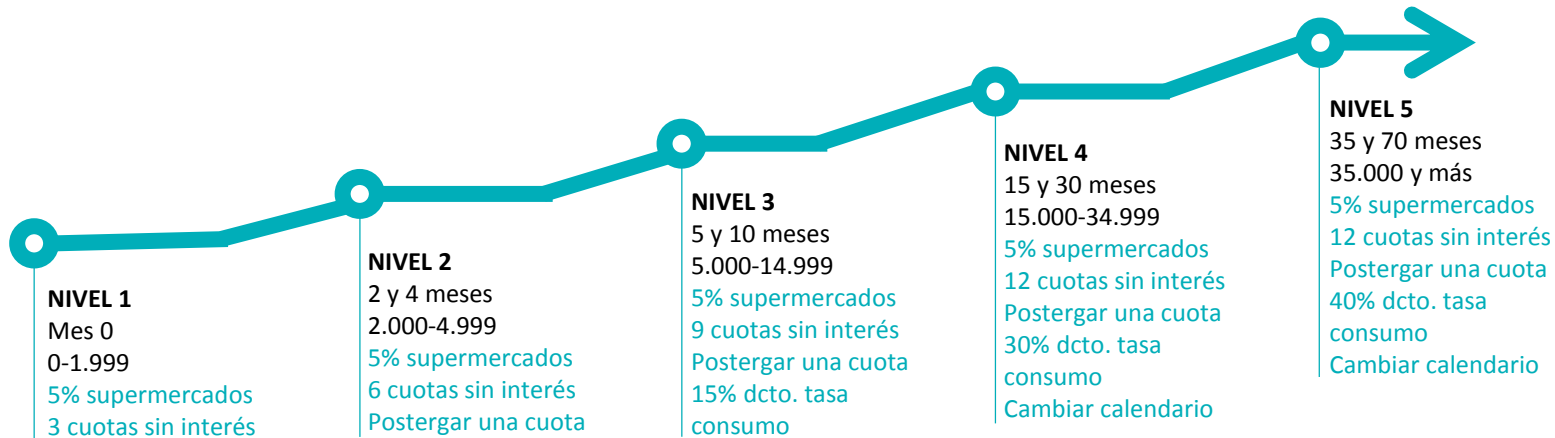 NIVEL 1
Mes 0
0-1.999
5% supermercados
3 cuotas sin interés
NIVEL 2
2 y 4 meses
2.000-4.999
5% supermercados
6 cuotas sin interés
Postergar una cuota
NIVEL 3
5 y 10 meses
5.000-14.999
5% supermercados
9 cuotas sin interés
Postergar una cuota
15% dcto. tasa
consumo
NIVEL 4
15 y 30 meses
15.000-34.999
5% supermercados
12 cuotas sin interés
Postergar una cuota
30% dcto. tasa
consumo
Cambiar calendario
NIVEL 5
35 y 70 meses
35.000 y más
5% supermercados
12 cuotas sin interés
Postergar una cuota
40% dcto. tasa
consumo
Cambiar calendario